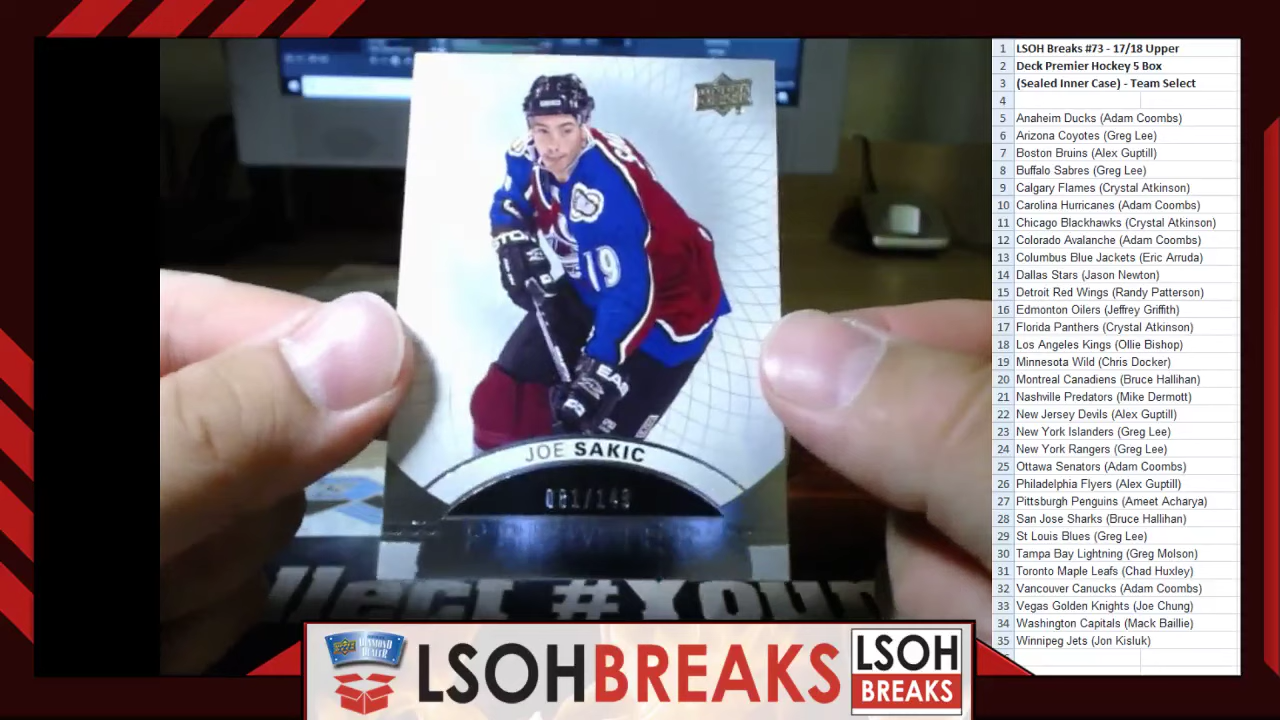 1 LSOH Breaks #73 - 17/18 Upper
2 Deck Premier Hockey 5 Box
3 (Sealed Inner Case) - Team Select
4
5 Anaheim Ducks (Adam Coombs)
6 Arizona Coyotes (Greg Lee)
7 Boston Bruins (Alex Guptill)
8 Buffalo Sabres (Greg Lee)
9 Calgary Flames (Crystal Atkinson)
10 Carolina Hurricanes (Adam Coombs)
11 Chicago Blackhawks (Crystal Atkinson)
12 Colorado Avalanche (Adam Coombs)
13 Columbus Blue Jackets (Eric Arruda)
14 Dallas Stars (Jason Newton)
15 Detroit Red Wings (Randy Patterson)
16 Edmonton Oilers (Jeffrey Griffith)
17 Florida Panthers (Crystal Atkinson)
18 Los Angeles Kings (Ollie Bishop)
19 Minnesota Wild (Chris Docker)
20 Montreal Canadiens (Bruce Hallihan)
21 Nashville Predators (Mike Dermott)
22 New Jersey Devils (Alex Guptill)
23 New York Islanders (Greg Lee)
24 New York Rangers (Greg Lee)
25 Ottawa Senators (Adam Coombs)
26 Philadelphia Flyers (Alex Guptill)
27 Pittsburgh Penguins (Ameet Acharya)
28 San Jose Sharks (Bruce Hallihan)
29 St Louis Blues (Greg Lee)
30 Tampa Bay Lightning (Greg Molson)
31 Toronto Maple Leafs (Chad Huxley)
32 Vancouver Canucks (Adam Coombs)
33 Vegas Golden Knights (Joe Chung)
34 Washington Capitals (Mack Baillie)
35 Winnipeg Jets (Jon Kisluk)
UPPER DECK
19
JOE SAKIC
PREMIER
llect #Your
DIAMOND
DEALER
LSOHBREAKS
LSOH
BREAKS